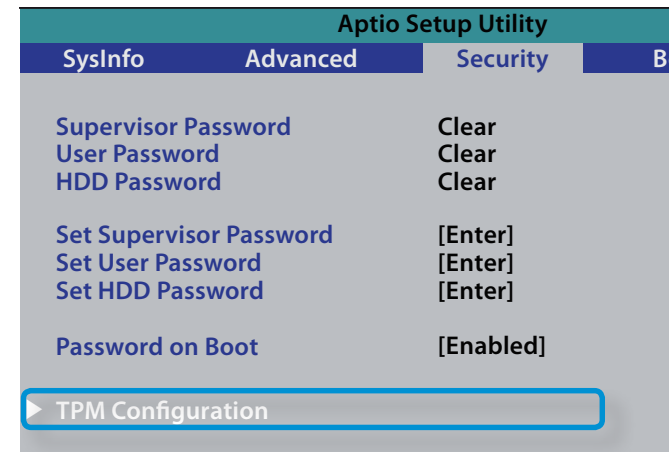 Aptio Setup Utility
SysInfo Advanced Security B
Supervisor Password Clear
User Password Clear
HDD Password Clear
Set Supervisor Password [Enter]
Set User Password [Enter]
Set HDD Password [Enter]
Password on Boot [Enabled]
TPM Configuration